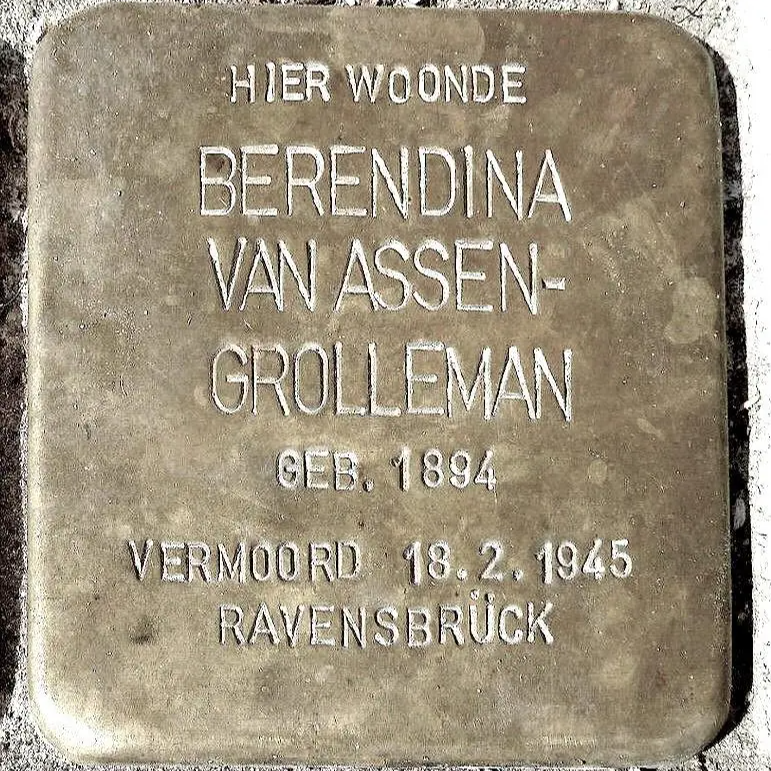 HIER WOONDE
BERENDINA
VAN ASSEN-
GROLLEMAN
GEB. 1894
VERMOORD 18.2.1945
RAVENSBRÜCK